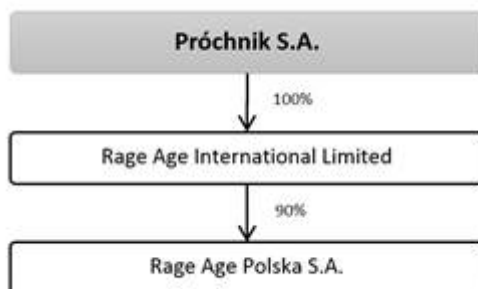 Próchnik S.A.
100%
Rage Age International Limited
90%
Rage Age Polska S.A.